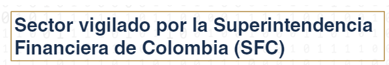 Sector vigilado por la Superintendencia
Financiera de Colombia (SFC)